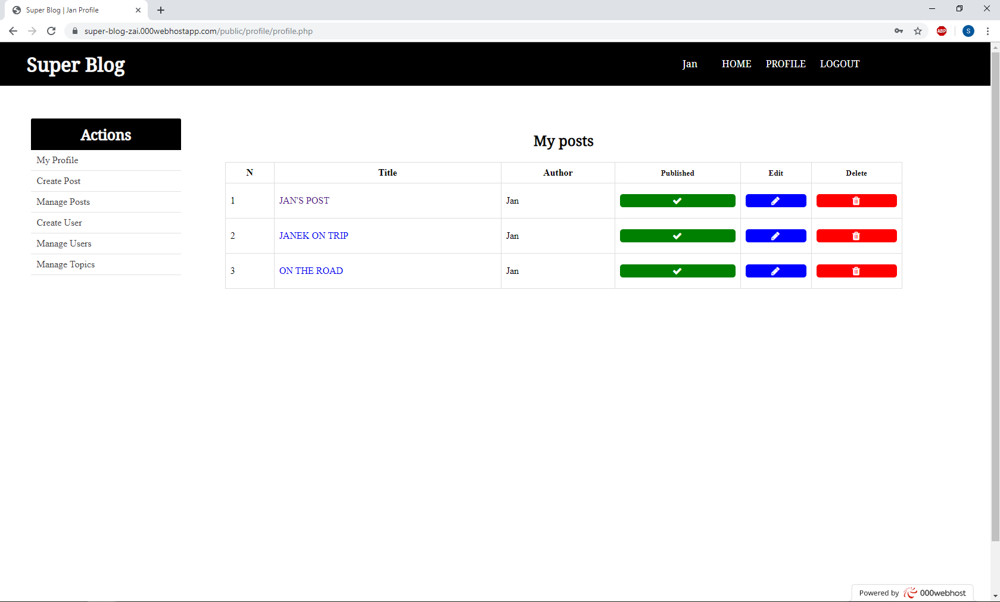 Super Blog | Jan Profile
super-blog-zai.000webhostapp.com/public/profile/profile.php
ABP
S
Super Blog
Jan HOME PROFILE LOGOUT
Actions
My Profile
Create Post
Manage Posts
Create User
Manage Users
Manage Topics
My posts
N Title Author Published Edit Delete
1 JAN'S POST Jan
2 JANEK ON TRIP Jan
3 ON THE ROAD Jan
Powered by 000webhost